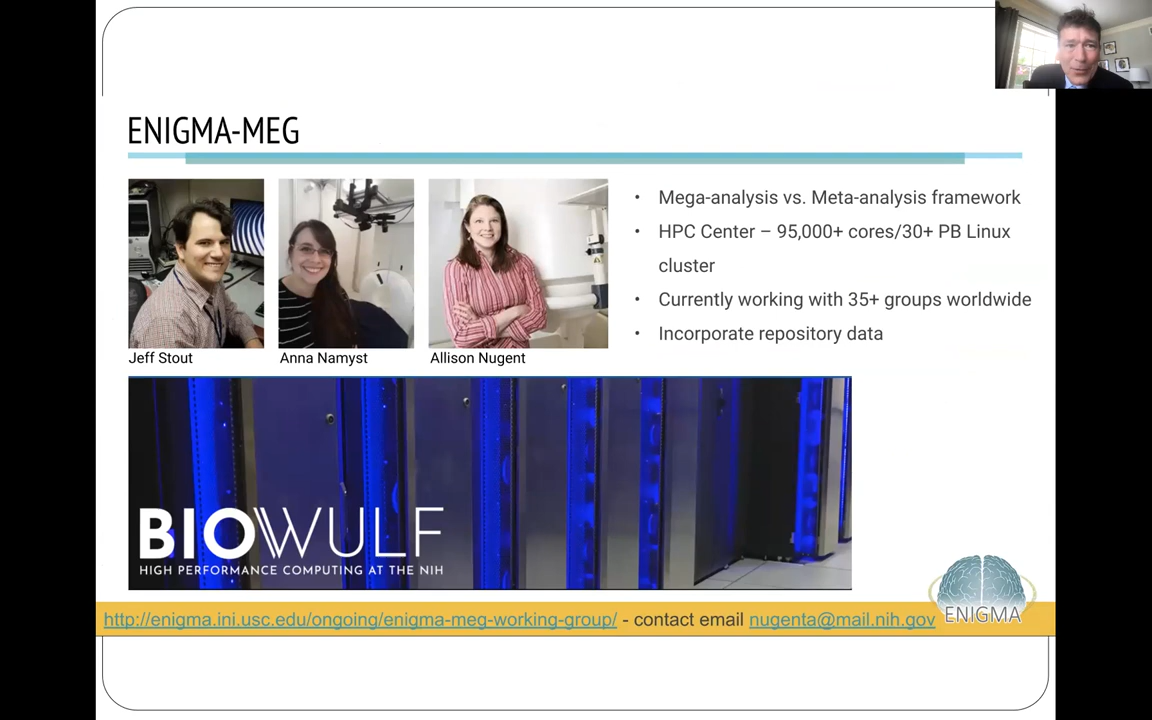 ENIGMA-MEG
Jeff Stout
Anna Namyst
Allison Nugent
• Mega-analysis vs. Meta-analysis framework
• HPC Center – 95,000+ cores/30+ PB Linux
cluster
• Currently working with 35+ groups worldwide
• Incorporate repository data
BIOWULF
HIGH PERFORMANCE COMPUTING AT THE NIH
http://enigma.ini.usc.edu/ongoing/enigma-meg-working-group/ - contact email nugenta@mail.nih.gov
ENIGMA